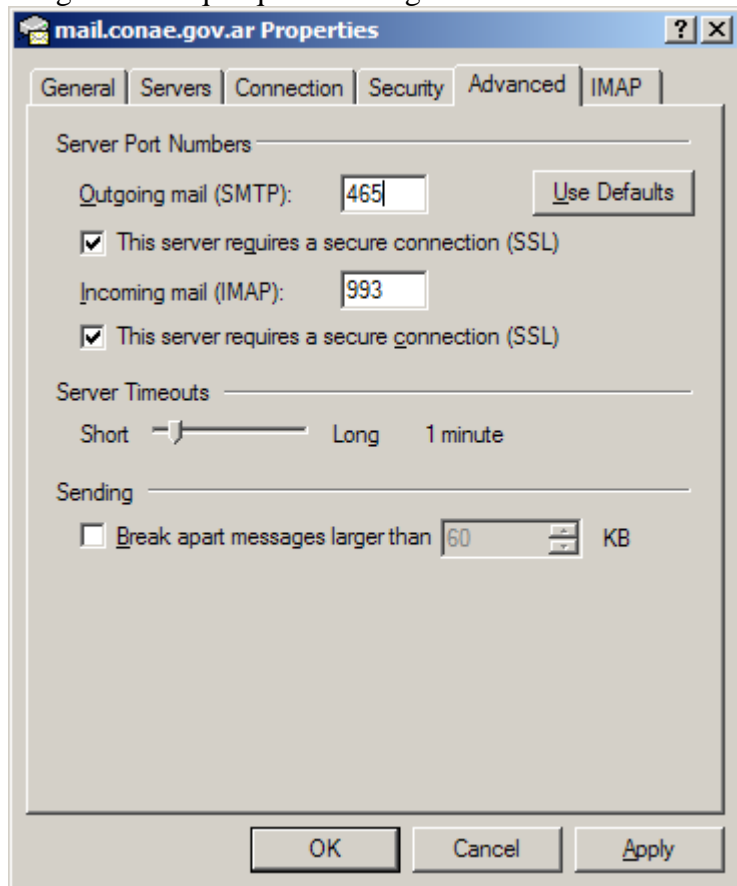 mail.conae.gov.ar Properties
General Servers Connection Security Advanced IMAP
Server Port Numbers
Outgoing mail (SMTP): 465 Use Defaults
This server requires a secure connection (SSL)
Incoming mail (IMAP): 993
This server requires a secure connection (SSL)
Server Timeouts
Short Long 1 minute
Sending
Break apart messages larger than 60 KB
OK Cancel Apply